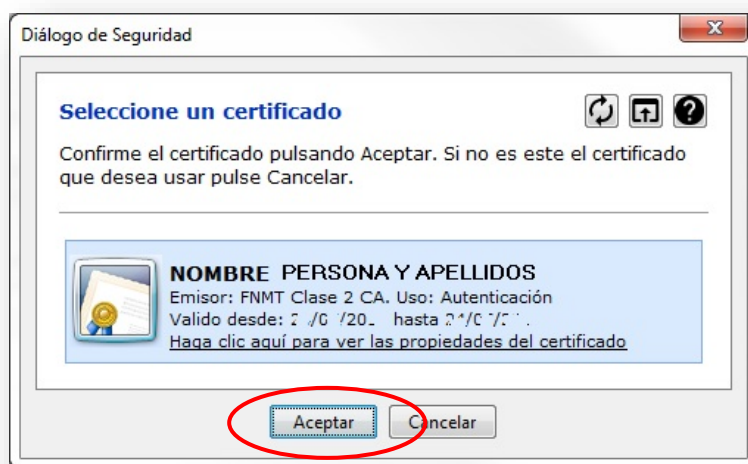 Diálogo de Seguridad
Seleccione un certificado
Confirme el certificado pulsando Aceptar. Si no es este el certificado
que desea usar pulse Cancelar.
NOMBRE PERSONA Y APELLIDOS
Emisor: FNMT Clase 2 CA. Uso: Autenticación
Valido desde: hasta
Haga clic aquí para ver las propiedades del certificado
Aceptar Cancelar